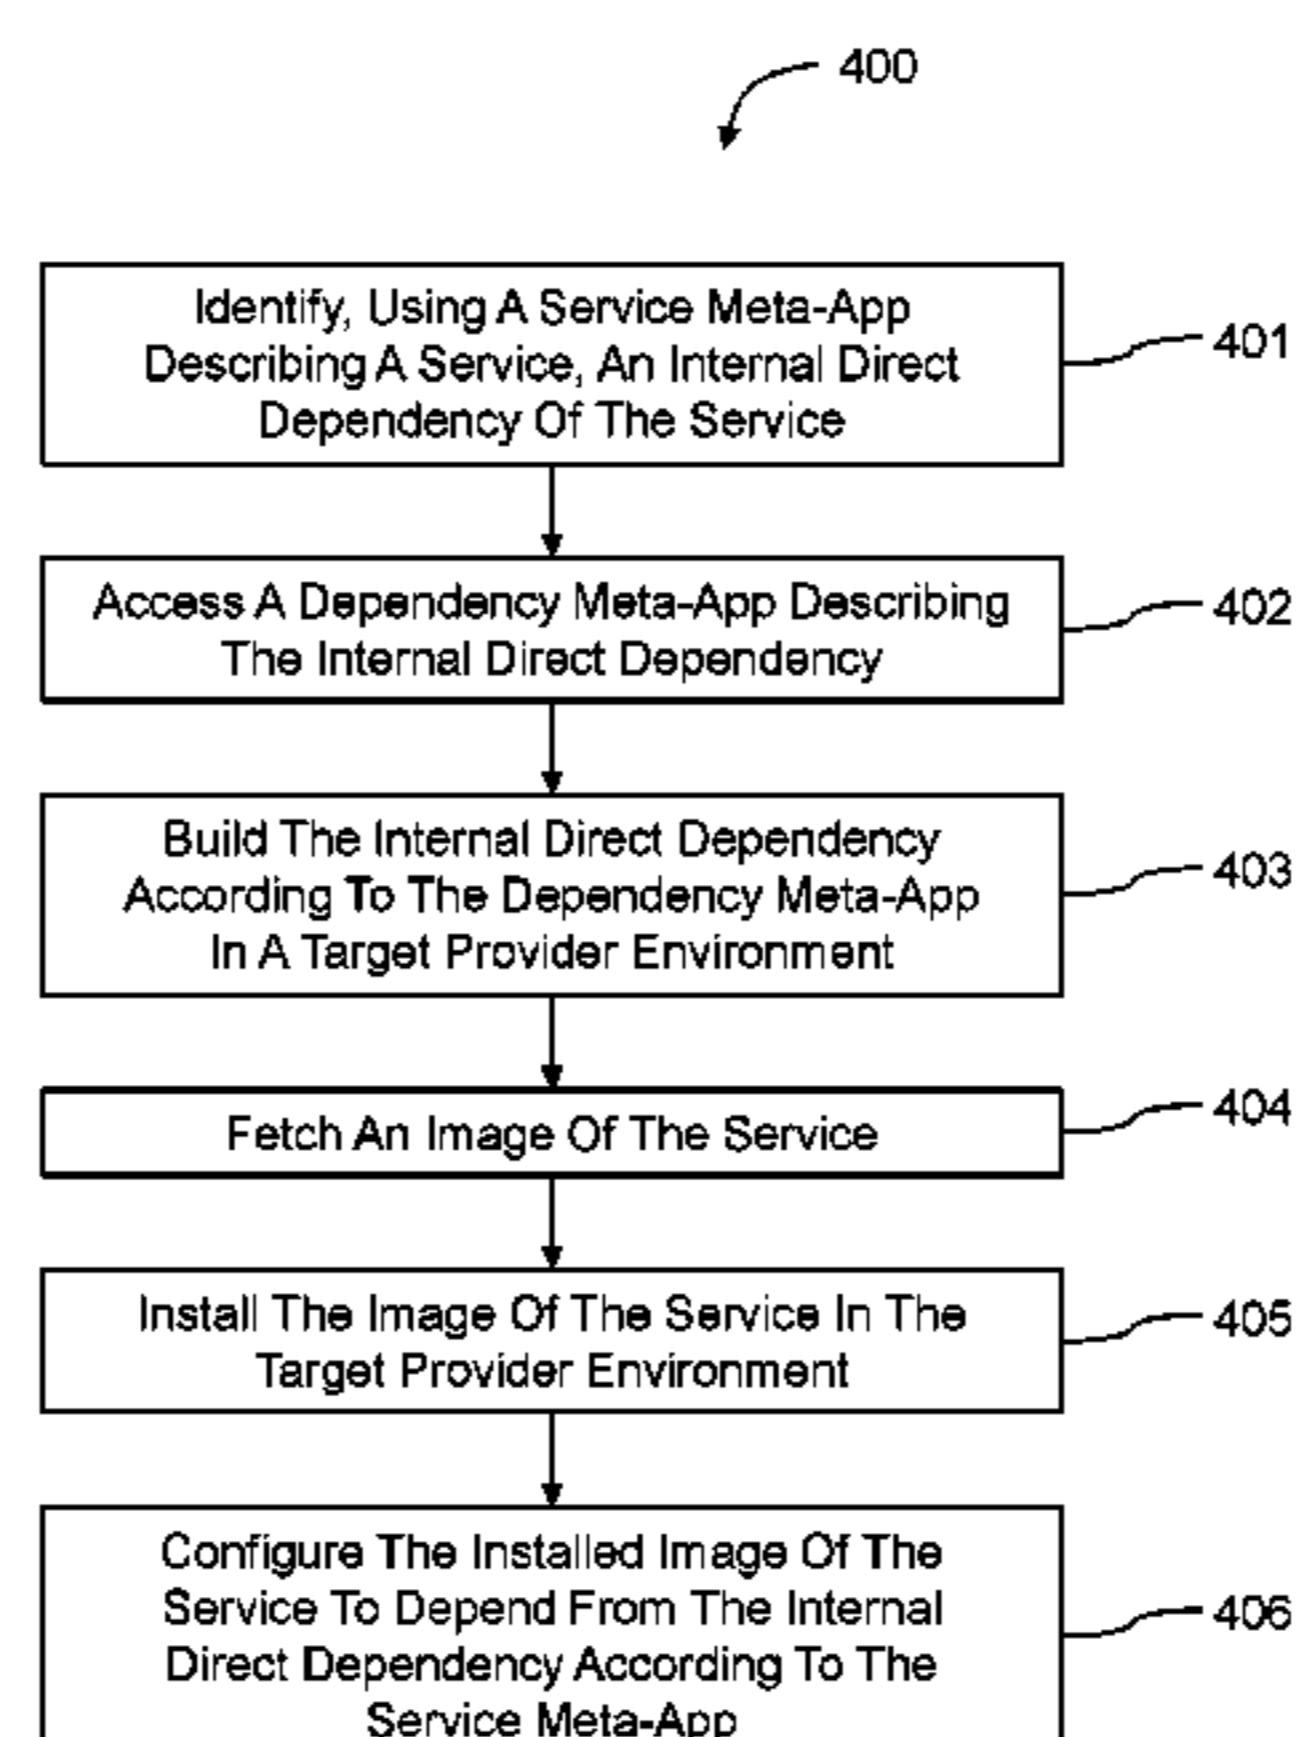 400
Identify, Using A Service Meta-App
Describing A Service, An Internal Direct
Dependency Of The Service
401
Access A Dependency Meta-App Describing
The Internal Direct Dependency
402
Build The Internal Direct Dependency
According To The Dependency Meta-App
In A Target Provider Environment
403
Fetch An Image Of The Service
404
Install The Image Of The Service In The
Target Provider Environment
405
Configure The Installed Image Of The
Service To Depend From The Internal
Direct Dependency According To The
Service Meta-App
406